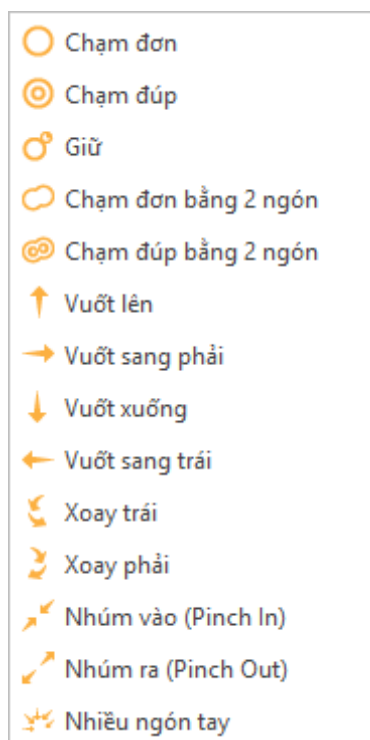 Chạm đơn
Chạm đúp
Giữ
Chạm đơn bằng 2 ngón
Chạm đúp bằng 2 ngón
Vuốt lên
Vuốt sang phải
Vuốt xuống
Vuốt sang trái
Xoay trái
Xoay phải
Nhúm vào (Pinch In)
Nhúm ra (Pinch Out)
Nhiều ngón tay